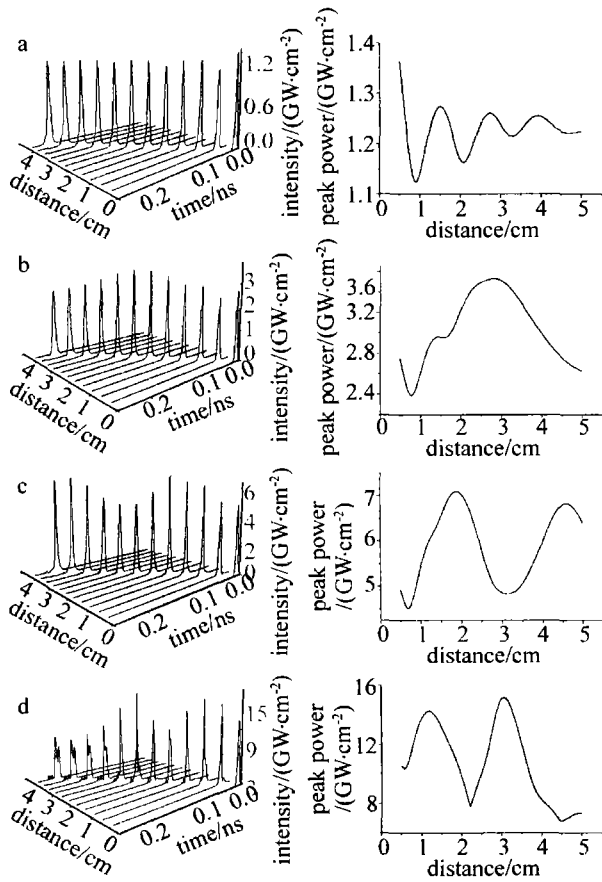 a
1.2
0.6
0.0
intensity/(GW·cm⁻²)
4 3 2 1 0
distance/cm
0.2 0.1 0.0
time/ns
peak power/(GW·cm⁻²)
1.4
1.3
1.2
1.1
0 1 2 3 4 5
distance/cm
b
3
2
1
0
intensity/(GW·cm⁻²)
4 3 2 1 0
distance/cm
0.2 0.1 0.0
time/ns
peak power/(GW·cm⁻²)
3.6
3.2
2.8
2.4
0 1 2 3 4 5
distance/cm
c
6
4
2
0
intensity/(GW·cm⁻²)
4 3 2 1 0
distance/cm
0.2 0.1 0.0
time/ns
peak power
/(GW·cm⁻²)
7
6
5
0 1 2 3 4 5
distance/cm
d
15
9
intensity/(GW·cm⁻²)
4 3 2 1 0
distance/cm
0.2 0.1 0.0
time/ns
peak power
/(GW·cm⁻²)
16
12
8
0 1 2 3 4 5
distance/cm